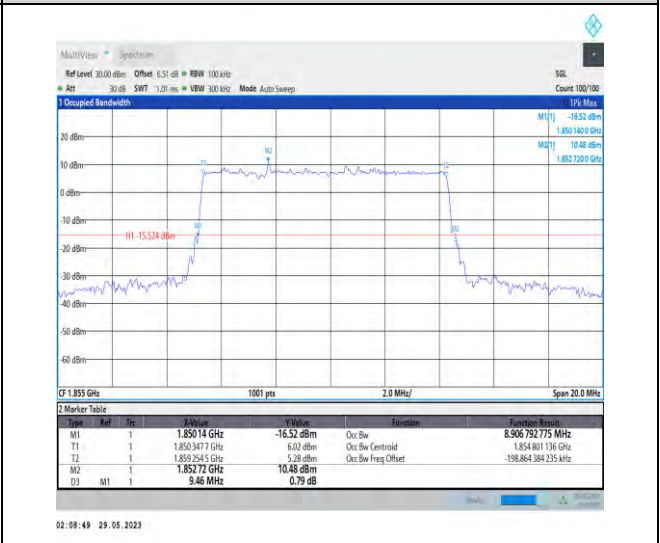 MultiView Spectrum
Ref Level 30.00 dBm Offset 6.51 dB RBW 100 kHz SGL
Att 30 dB SWT 1.01 ms VBW 300 kHz Mode Auto Sweep Count 100/100
1 Occupied Bandwidth 1Pk Max
M1[1] -16.52 dBm
1.850 140 0 GHz
M2[1] 10.48 dBm
1.852 720 0 GHz
20 dBm
M2
T1 T2
10 dBm
0 dBm
-10 dBm
M1 D3
H1 -15.524 dBm
-20 dBm
-30 dBm
-40 dBm
-50 dBm
-60 dBm
CF 1.855 GHz 1001 pts 2.0 MHz/ Span 20.0 MHz
2 Marker Table
Type Ref Trc X-Value Y-Value Function Function Result
M1 1 1.850 14 GHz -16.52 dBm Occ Bw 8.906 792 775 MHz
T1 1 1.850 347 7 GHz 6.02 dBm Occ Bw Centroid 1.854 801 136 GHz
T2 1 1.859 254 5 GHz 5.28 dBm Occ Bw Freq Offset -198.864 384 235 kHz
M2 1 1.852 72 GHz 10.48 dBm
D3 M1 1 9.46 MHz 0.79 dB
02:08:49 29.05.2023